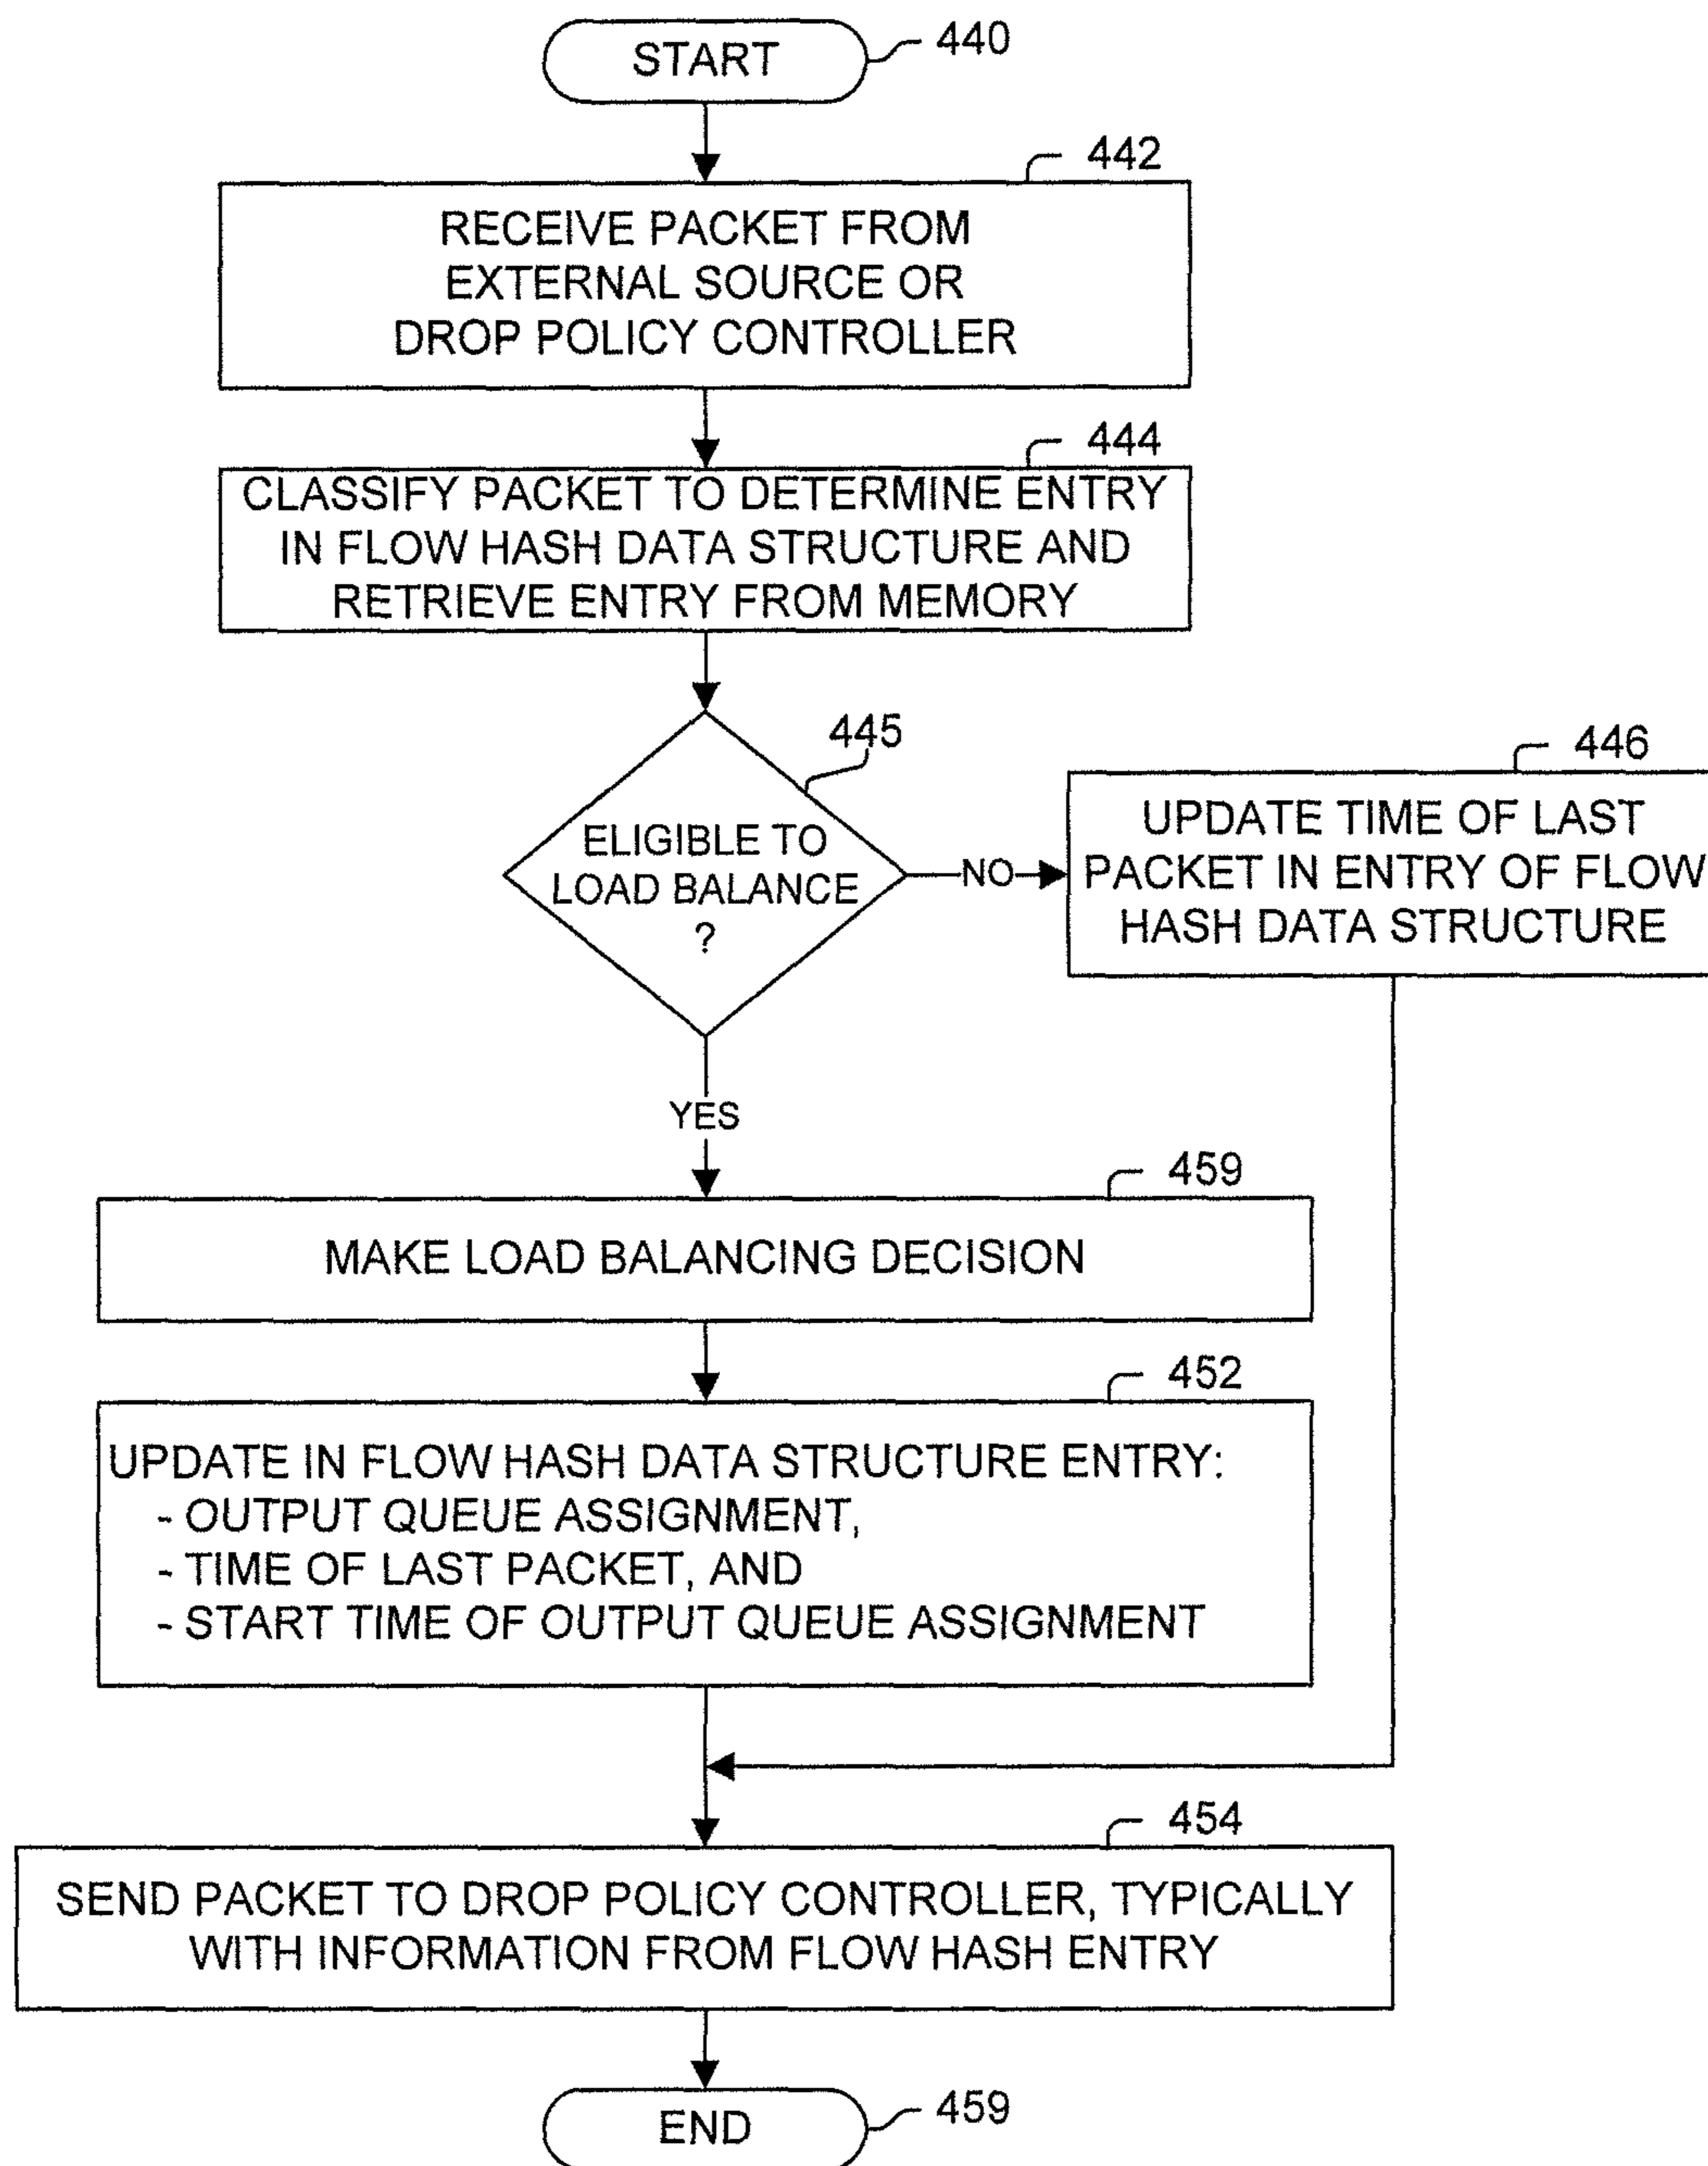 START
440
442
RECEIVE PACKET FROM
EXTERNAL SOURCE OR
DROP POLICY CONTROLLER
444
CLASSIFY PACKET TO DETERMINE ENTRY
IN FLOW HASH DATA STRUCTURE AND
RETRIEVE ENTRY FROM MEMORY
445
ELIGIBLE TO
LOAD BALANCE
?
NO
446
UPDATE TIME OF LAST
PACKET IN ENTRY OF FLOW
HASH DATA STRUCTURE
YES
459
MAKE LOAD BALANCING DECISION
452
UPDATE IN FLOW HASH DATA STRUCTURE ENTRY:
- OUTPUT QUEUE ASSIGNMENT,
- TIME OF LAST PACKET, AND
- START TIME OF OUTPUT QUEUE ASSIGNMENT
454
SEND PACKET TO DROP POLICY CONTROLLER, TYPICALLY
WITH INFORMATION FROM FLOW HASH ENTRY
END
459